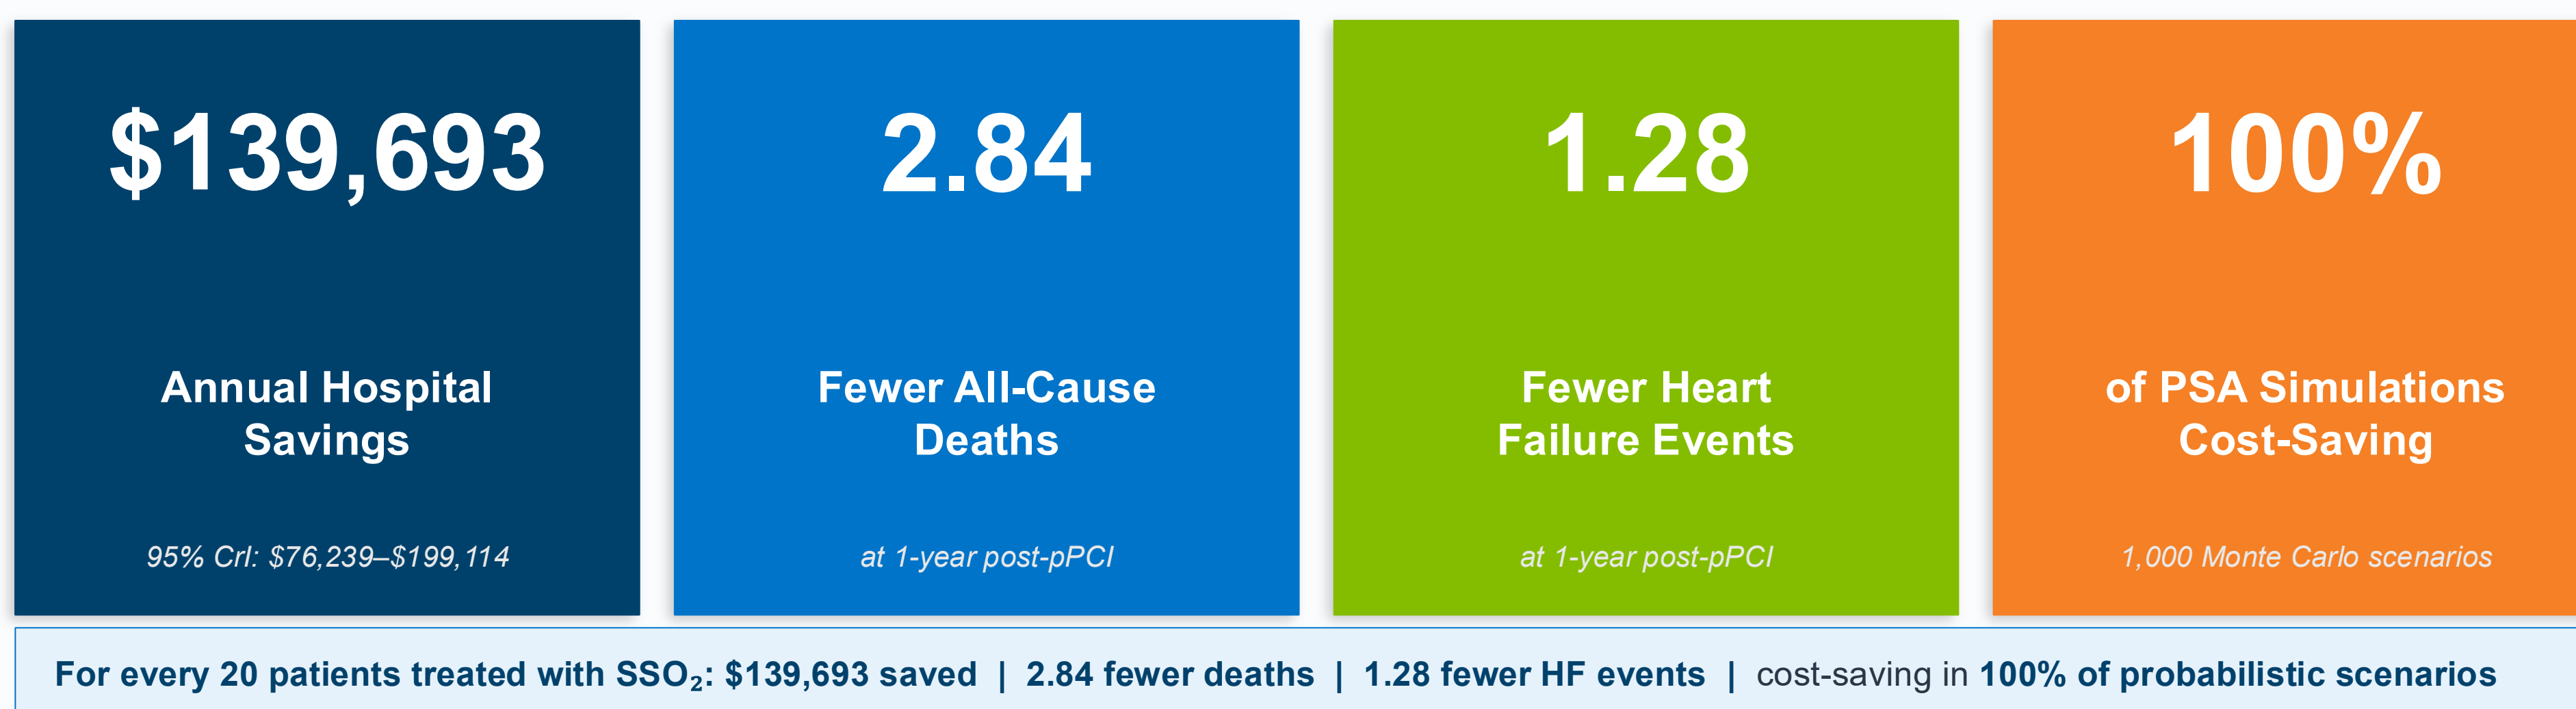 $139,693
Annual Hospital
Savings
95% CrI: $76,239–$199,114
2.84
Fewer All-Cause
Deaths
at 1-year post-pPCI
1.28
Fewer Heart
Failure Events
at 1-year post-pPCI
100%
of PSA Simulations
Cost-Saving
1,000 Monte Carlo scenarios
For every 20 patients treated with SSO₂: $139,693 saved | 2.84 fewer deaths | 1.28 fewer HF events | cost-saving in 100% of probabilistic scenarios